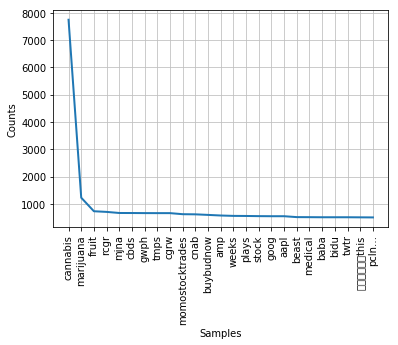 8000
7000
6000
5000
4000
3000
2000
1000
Counts
cannabis
marijuana
fruit
rcgr
mjna
cbds
gwph
tmps
cgrw
momostocktrades
cnab
buybudnow
amp
weeks
plays
stock
goog
aapl
beast
medical
baba
bidu
twtr
this
pcln...
Samples